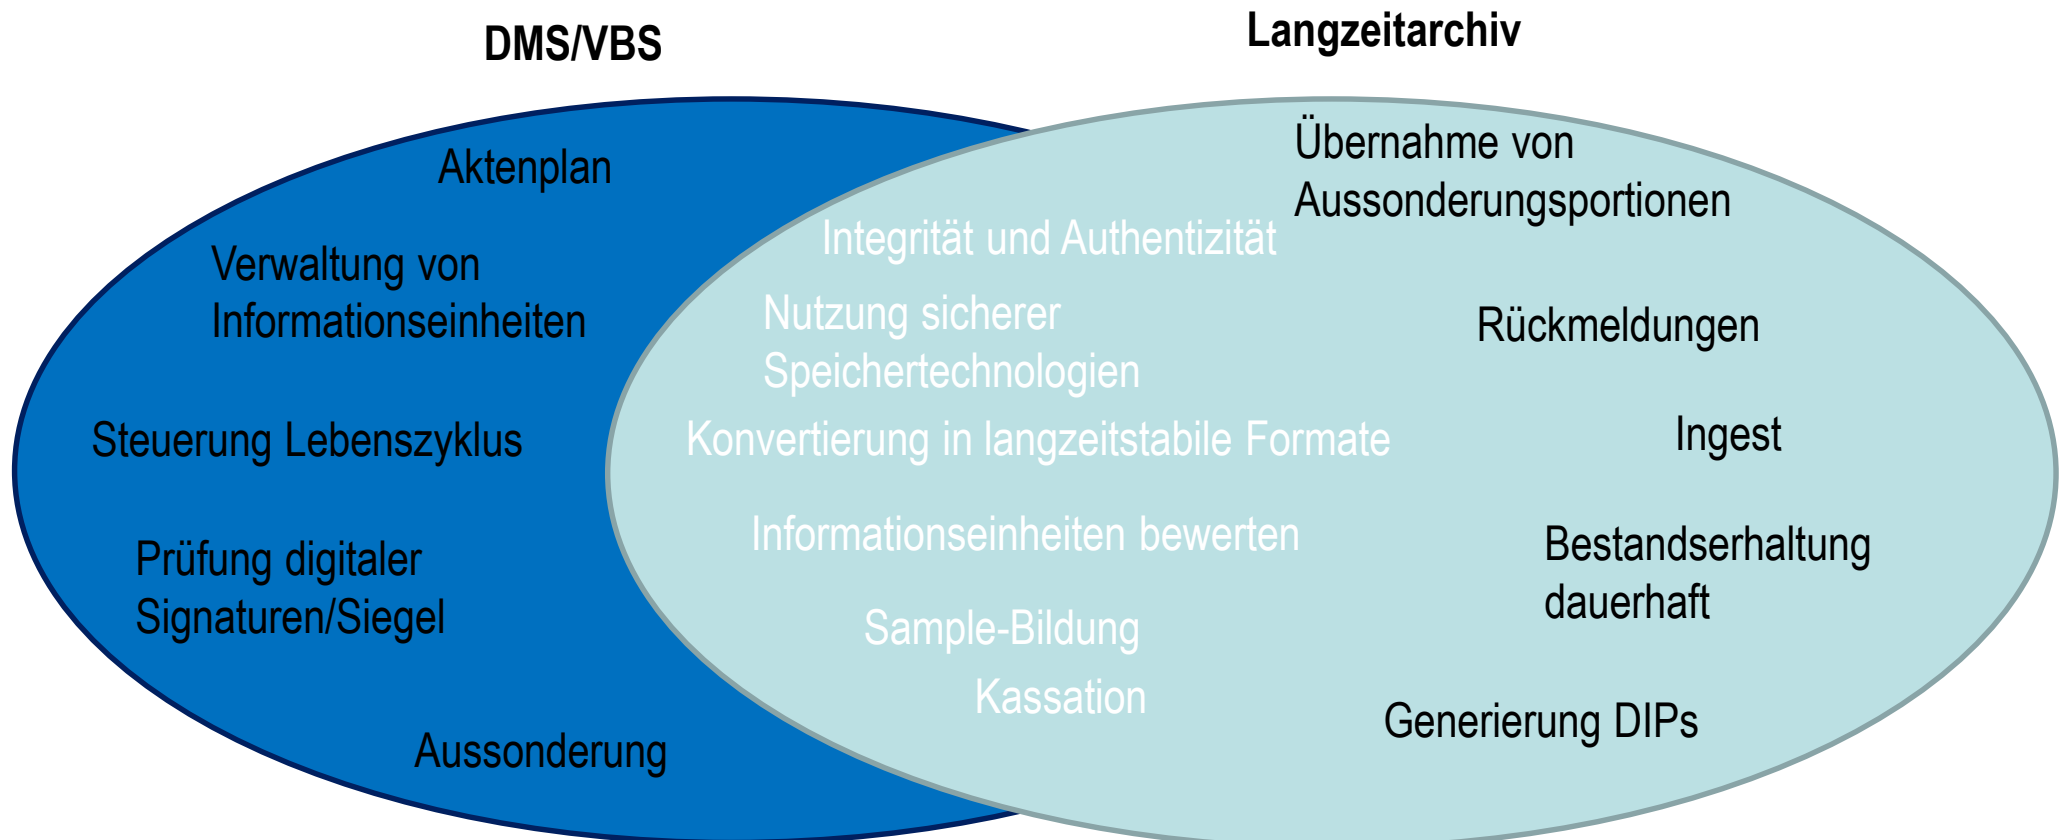 DMS/VBS
Langzeitarchiv
Aktenplan
Verwaltung von
Informationseinheiten
Steuerung Lebenszyklus
Prüfung digitaler
Signaturen/Siegel
Aussonderung
Integrität und Authentizität
Nutzung sicherer
Speichertechnologien
Konvertierung in langzeitstabile Formate
Informationseinheiten bewerten
Sample-Bildung
Kassation
Übernahme von
Aussonderungsportionen
Rückmeldungen
Ingest
Bestandserhaltung
dauerhaft
Generierung DIPs